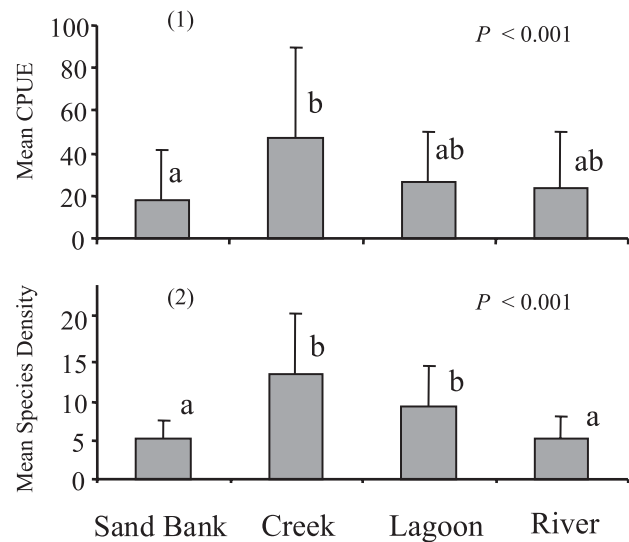 (1)
P < 0.001
Mean CPUE
100
80
60
40
20
0
a
b
ab
ab
(2)
P < 0.001
Mean Species Density
20
15
10
5
0
a
b
b
a
Sand Bank Creek Lagoon River